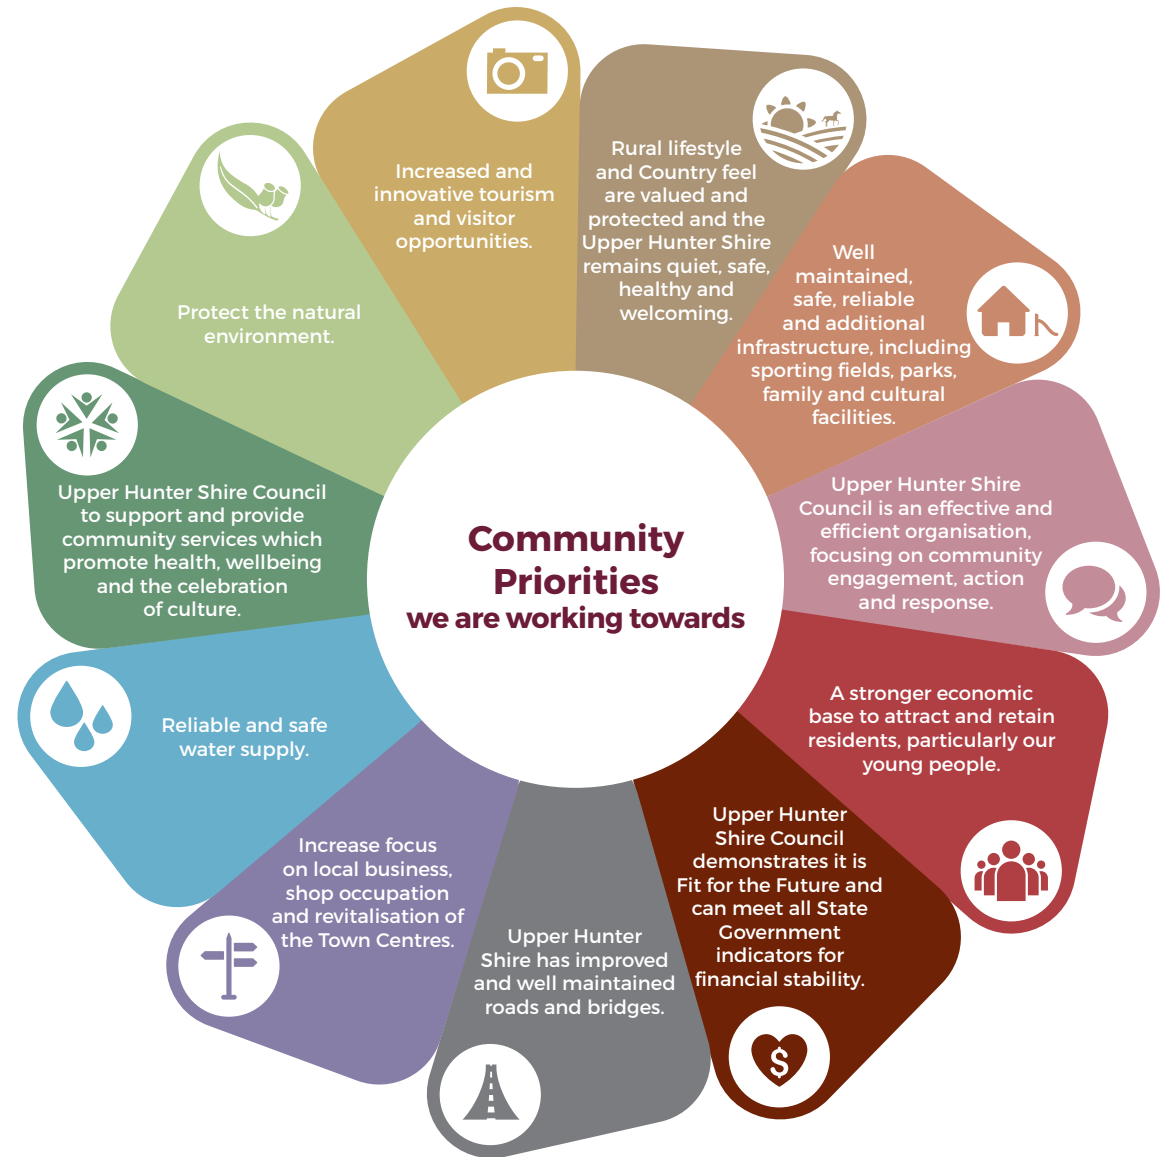 Increased and
innovative tourism
and visitor
opportunities.
Rural lifestyle
and Country feel
are valued and
protected and the
Upper Hunter Shire
remains quiet, safe,
healthy and
welcoming.
Well
maintained,
safe, reliable
and additional
infrastructure, including
sporting fields, parks,
family and cultural
facilities.
Upper Hunter Shire
Council is an effective and
efficient organisation,
focusing on community
engagement, action
and response.
A stronger economic
base to attract and retain
residents, particularly our
young people.
Upper Hunter
Shire Council
demonstrates it is
Fit for the Future and
can meet all State
Government
indicators for
financial stability.
$
Upper Hunter
Shire has improved
and well maintained
roads and bridges.
Increase focus
on local business,
shop occupation
and revitalisation of
the Town Centres.
Reliable and safe
water supply.
Upper Hunter Shire Council
to support and provide
community services which
promote health, wellbeing
and the celebration
of culture.
Protect the natural
environment.
Community
Priorities
we are working towards